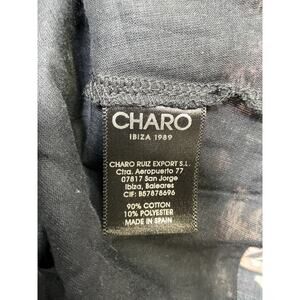 CHARO
IBIZA 1989
CHARO RUIZ EXPORT S.L.
Ctra. Aeropuerto 77
07817 San Jorge
Ibiza, Baleares
CIF: B57878696
90% COTTON
10% POLYESTER
MADE IN SPAIN